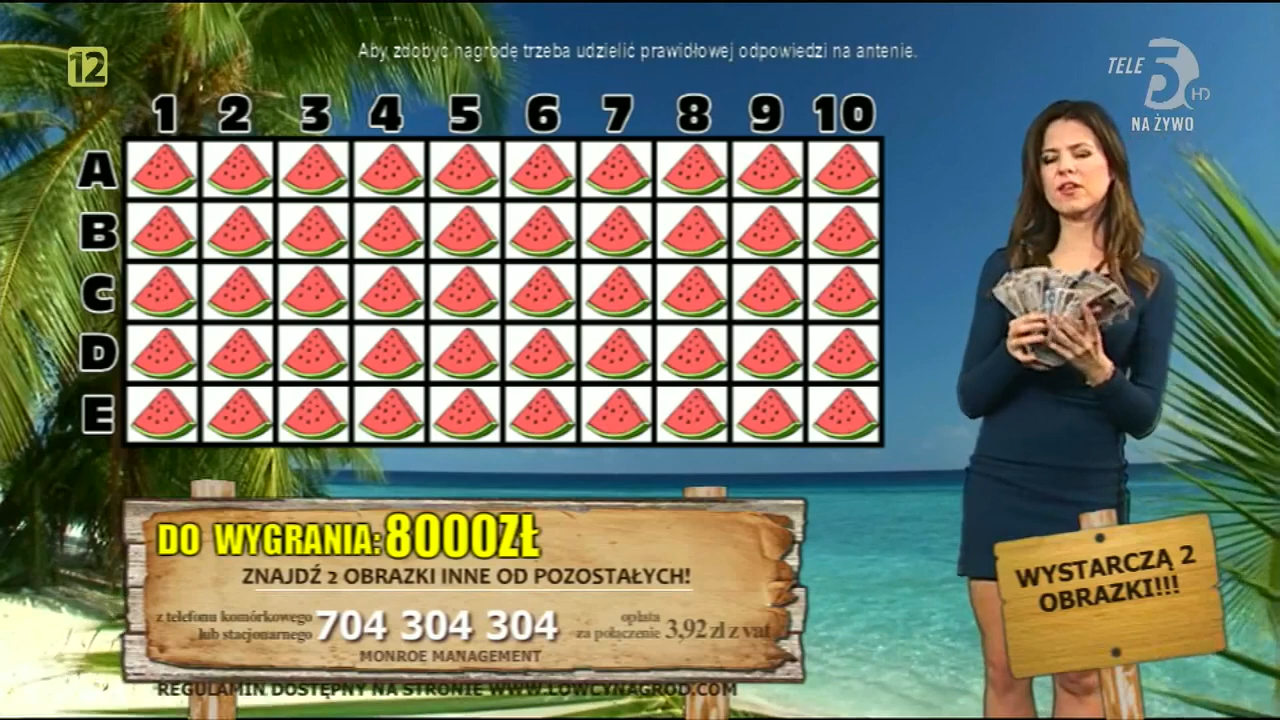 12
Aby zdobyć nagrodę trzeba udzielić prawidłowej odpowiedzi na antenie.
TELE 5 HD
NA ŻYWO
1 2 3 4 5 6 7 8 9 10
A
B
C
D
E
DO WYGRANIA: 8000ZŁ
ZNAJDŹ 2 OBRAZKI INNE OD POZOSTAŁYCH!
z telefonu komórkowego
lub stacjonarnego
704 304 304
opłata
za połączenie 3,92 zł z vat
MONROE MANAGEMENT
REGULAMIN DOSTĘPNY NA STRONIE WWW.LOWCYNAGROD.COM
WYSTARCZĄ 2
OBRAZKI!!!